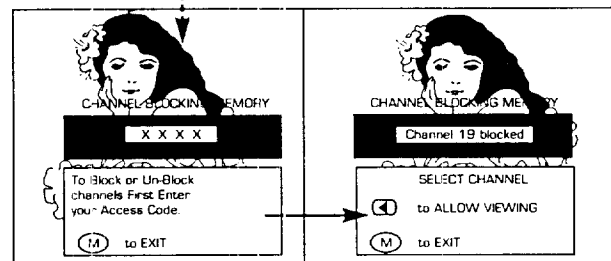 CHANNEL BLOCKING MEMORY
X X X X
To Block or Un-Block
channels First Enter
your Access Code.
M to EXIT
CHANNEL BLOCKING MEMORY
Channel 19 blocked
SELECT CHANNEL
to ALLOW VIEWING
M to EXIT